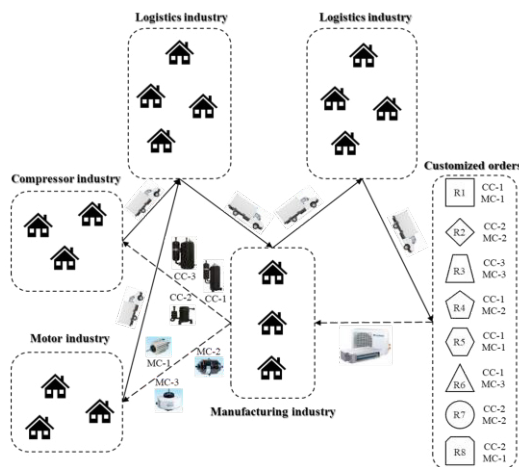 Logistics industry
Logistics industry
Compressor industry
Customized orders
R1
CC-1
MC-1
R2
CC-2
MC-2
R3
CC-3
MC-3
R4
CC-1
MC-2
R5
CC-1
MC-1
R6
CC-1
MC-3
R7
CC-2
MC-2
R8
CC-2
MC-1
CC-3
CC-2
CC-1
Motor industry
MC-1
MC-2
MC-3
Manufacturing industry